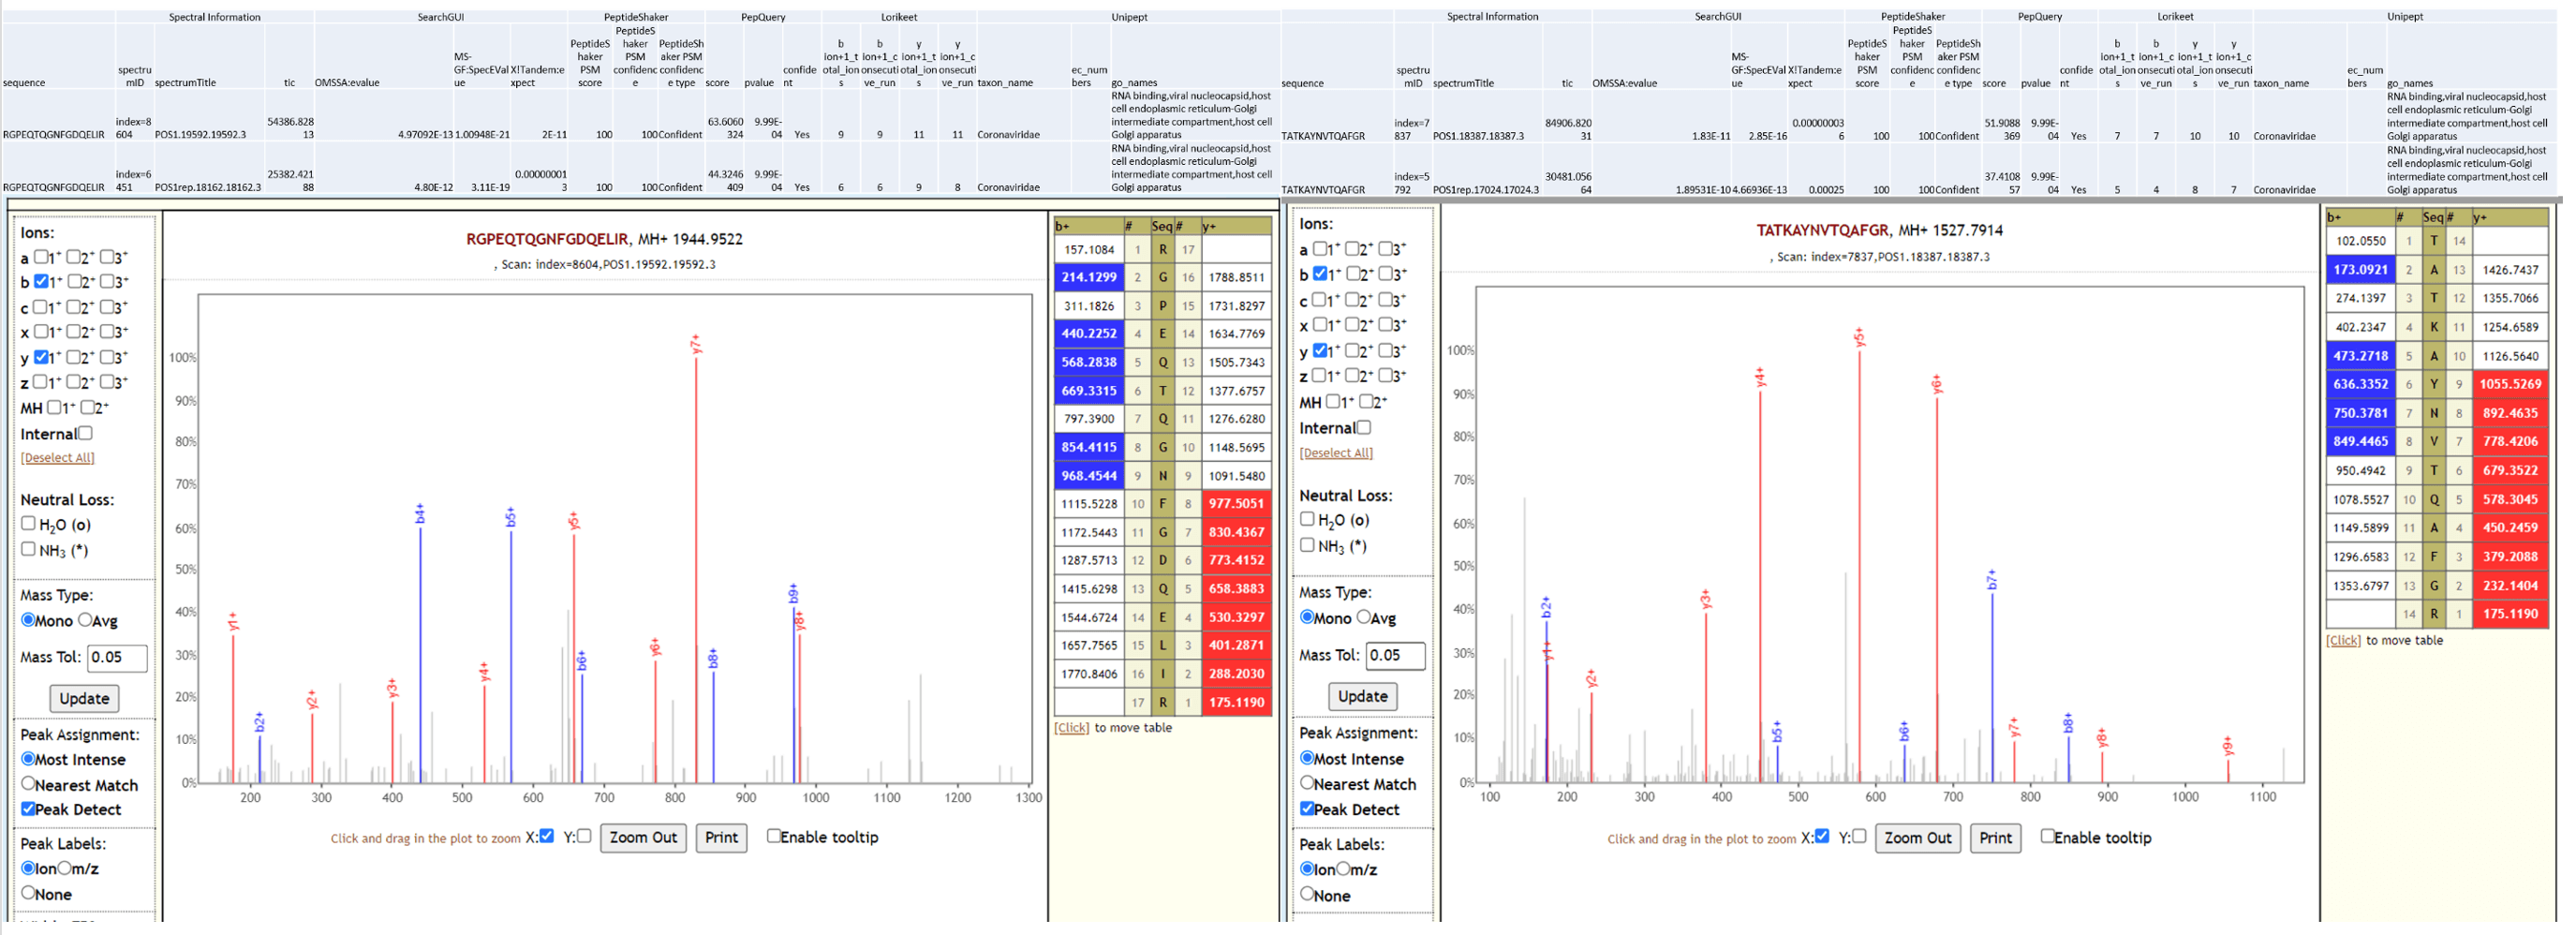 Spectral Information SearchGUI PeptideShaker PepQuery Lorikeet Unipept
sequence spectrumID spectrumTitle tic OMSSA:evalue MS-GF:SpecEValue X!Tandem:expect PeptideShaker PSM score PeptideShaker PSM confidence PeptideShaker PSM confidence type score pvalue confident b ion+1_total_ions b ion+1_consecutive_run y ion+1_total_ions y ion+1_consecutive_run taxon_name ec_numbers go_names
RGPEQTQGNFGDQELIR index=8604 POS1.19592.19592.3 54386.82813 4.97092E-13 1.00948E-21 2E-11 100 100 Confident 63.6060324 9.99E-04 Yes 9 9 11 11 Coronaviridae RNA binding,viral nucleocapsid,host cell endoplasmic reticulum-Golgi intermediate compartment,host cell Golgi apparatus
RGPEQTQGNFGDQELIR index=6451 POS1rep.18162.18162.3 25382.42188 4.80E-12 3.11E-19 0.000000013 100 100 Confident 44.3246409 9.99E-04 Yes 6 6 9 8 Coronaviridae RNA binding,viral nucleocapsid,host cell endoplasmic reticulum-Golgi intermediate compartment,host cell Golgi apparatus
Ions:
a 1+ 2+ 3+
b 1+ 2+ 3+
c 1+ 2+ 3+
x 1+ 2+ 3+
y 1+ 2+ 3+
z 1+ 2+ 3+
MH 1+ 2+
Internal
[Deselect All]
Neutral Loss:
H2O (o)
NH3 (*)
Mass Type:
Mono Avg
Mass Tol: 0.05
Update
Peak Assignment:
Most Intense
Nearest Match
Peak Detect
Peak Labels:
Ion m/z
None
RGPEQTQGNFGDQELIR, MH+ 1944.9522
, Scan: index=8604,POS1.19592.19592.3
100%
90%
80%
70%
60%
50%
40%
30%
20%
10%
0%
y1+ b2+ y2+ y3+ b4+ y4+ b5+ y5+ b6+ y6+ y7+ b8+ b9+ y8+
200 300 400 500 600 700 800 900 1000 1100 1200 1300
Click and drag in the plot to zoom X: Y: Zoom Out Print Enable tooltip
b+ # Seq # y+
157.1084 1 R 17
214.1299 2 G 16 1788.8511
311.1826 3 P 15 1731.8297
440.2252 4 E 14 1634.7769
568.2838 5 Q 13 1505.7343
669.3315 6 T 12 1377.6757
797.3900 7 Q 11 1276.6280
854.4115 8 G 10 1148.5695
968.4544 9 N 9 1091.5480
1115.5228 10 F 8 977.5051
1172.5443 11 G 7 830.4367
1287.5713 12 D 6 773.4152
1415.6298 13 Q 5 658.3883
1544.6724 14 E 4 530.3297
1657.7565 15 L 3 401.2871
1770.8406 16 I 2 288.2030
17 R 1 175.1190
[Click] to move table
Spectral Information SearchGUI PeptideShaker PepQuery Lorikeet Unipept
sequence spectrumID spectrumTitle tic OMSSA:evalue MS-GF:SpecEValue X!Tandem:expect PeptideShaker PSM score PeptideShaker PSM confidence PeptideShaker PSM confidence type score pvalue confident b ion+1_total_ions b ion+1_consecutive_run y ion+1_total_ions y ion+1_consecutive_run taxon_name ec_numbers go_names
TATKAYNVTQAFGR index=7837 POS1.18387.18387.3 84906.82031 1.83E-11 2.85E-16 0.000000036 100 100 Confident 51.9088369 9.99E-04 Yes 7 7 10 10 Coronaviridae RNA binding,viral nucleocapsid,host cell endoplasmic reticulum-Golgi intermediate compartment,host cell Golgi apparatus
TATKAYNVTQAFGR index=5792 POS1rep.17024.17024.3 30481.05664 1.89531E-10 4.66936E-13 0.00025 100 100 Confident 37.410857 9.99E-04 Yes 5 4 8 7 Coronaviridae RNA binding,viral nucleocapsid,host cell endoplasmic reticulum-Golgi intermediate compartment,host cell Golgi apparatus
Ions:
a 1+ 2+ 3+
b 1+ 2+ 3+
c 1+ 2+ 3+
x 1+ 2+ 3+
y 1+ 2+ 3+
z 1+ 2+ 3+
MH 1+ 2+
Internal
[Deselect All]
Neutral Loss:
H2O (o)
NH3 (*)
Mass Type:
Mono Avg
Mass Tol: 0.05
Update
Peak Assignment:
Most Intense
Nearest Match
Peak Detect
Peak Labels:
Ion m/z
None
TATKAYNVTQAFGR, MH+ 1527.7914
, Scan: index=7837,POS1.18387.18387.3
100%
90%
80%
70%
60%
50%
40%
30%
20%
10%
0%
b2+ y1+ y2+ y3+ y4+ b5+ y5+ b6+ y6+ b7+ y7+ b8+ y8+ y9+
100 200 300 400 500 600 700 800 900 1000 1100
Click and drag in the plot to zoom X: Y: Zoom Out Print Enable tooltip
b+ # Seq # y+
102.0550 1 T 14
173.0921 2 A 13 1426.7437
274.1397 3 T 12 1355.7066
402.2347 4 K 11 1254.6589
473.2718 5 A 10 1126.5640
636.3352 6 Y 9 1055.5269
750.3781 7 N 8 892.4635
849.4465 8 V 7 778.4206
950.4942 9 T 6 679.3522
1078.5527 10 Q 5 578.3045
1149.5899 11 A 4 450.2459
1296.6583 12 F 3 379.2088
1353.6797 13 G 2 232.1404
14 R 1 175.1190
[Click] to move table